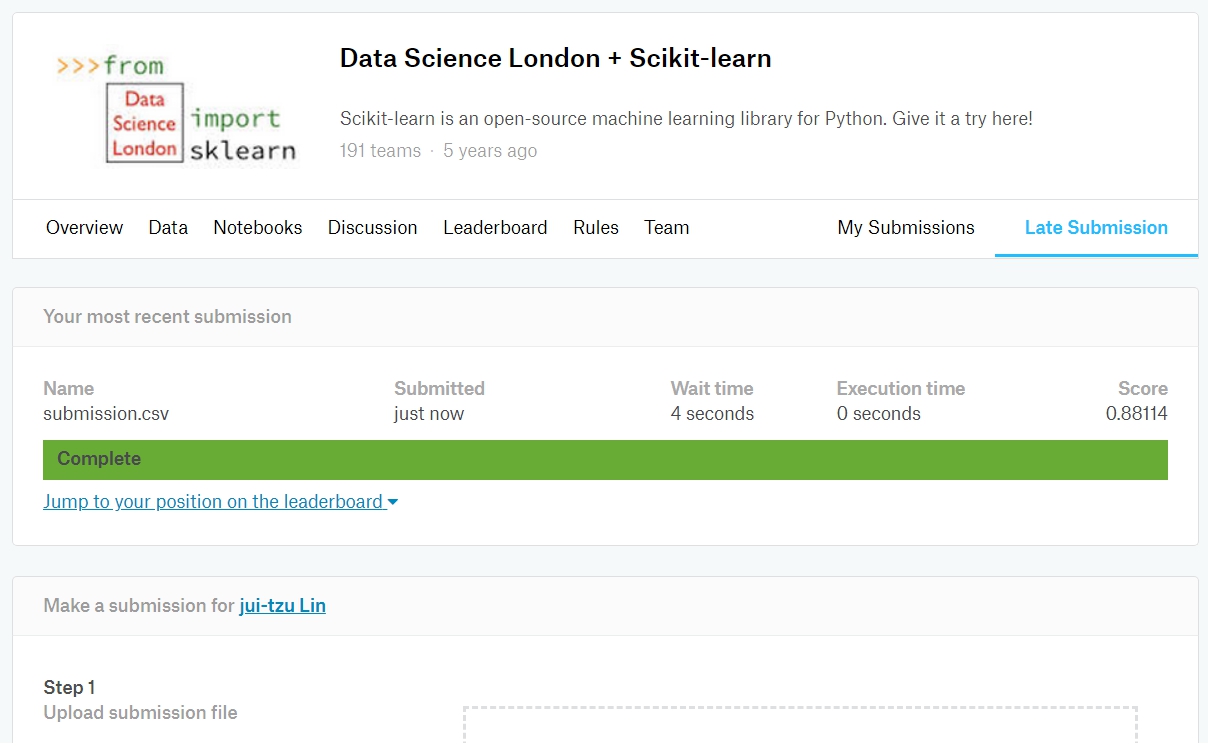 >>>from
Data
Science
London
import
sklearn
Data Science London + Scikit-learn
Scikit-learn is an open-source machine learning library for Python. Give it a try here!
191 teams · 5 years ago
Overview Data Notebooks Discussion Leaderboard Rules Team My Submissions Late Submission
Your most recent submission
Name Submitted Wait time Execution time Score
submission.csv just now 4 seconds 0 seconds 0.88114
Complete
Jump to your position on the leaderboard
Make a submission for jui-tzu Lin
Step 1
Upload submission file